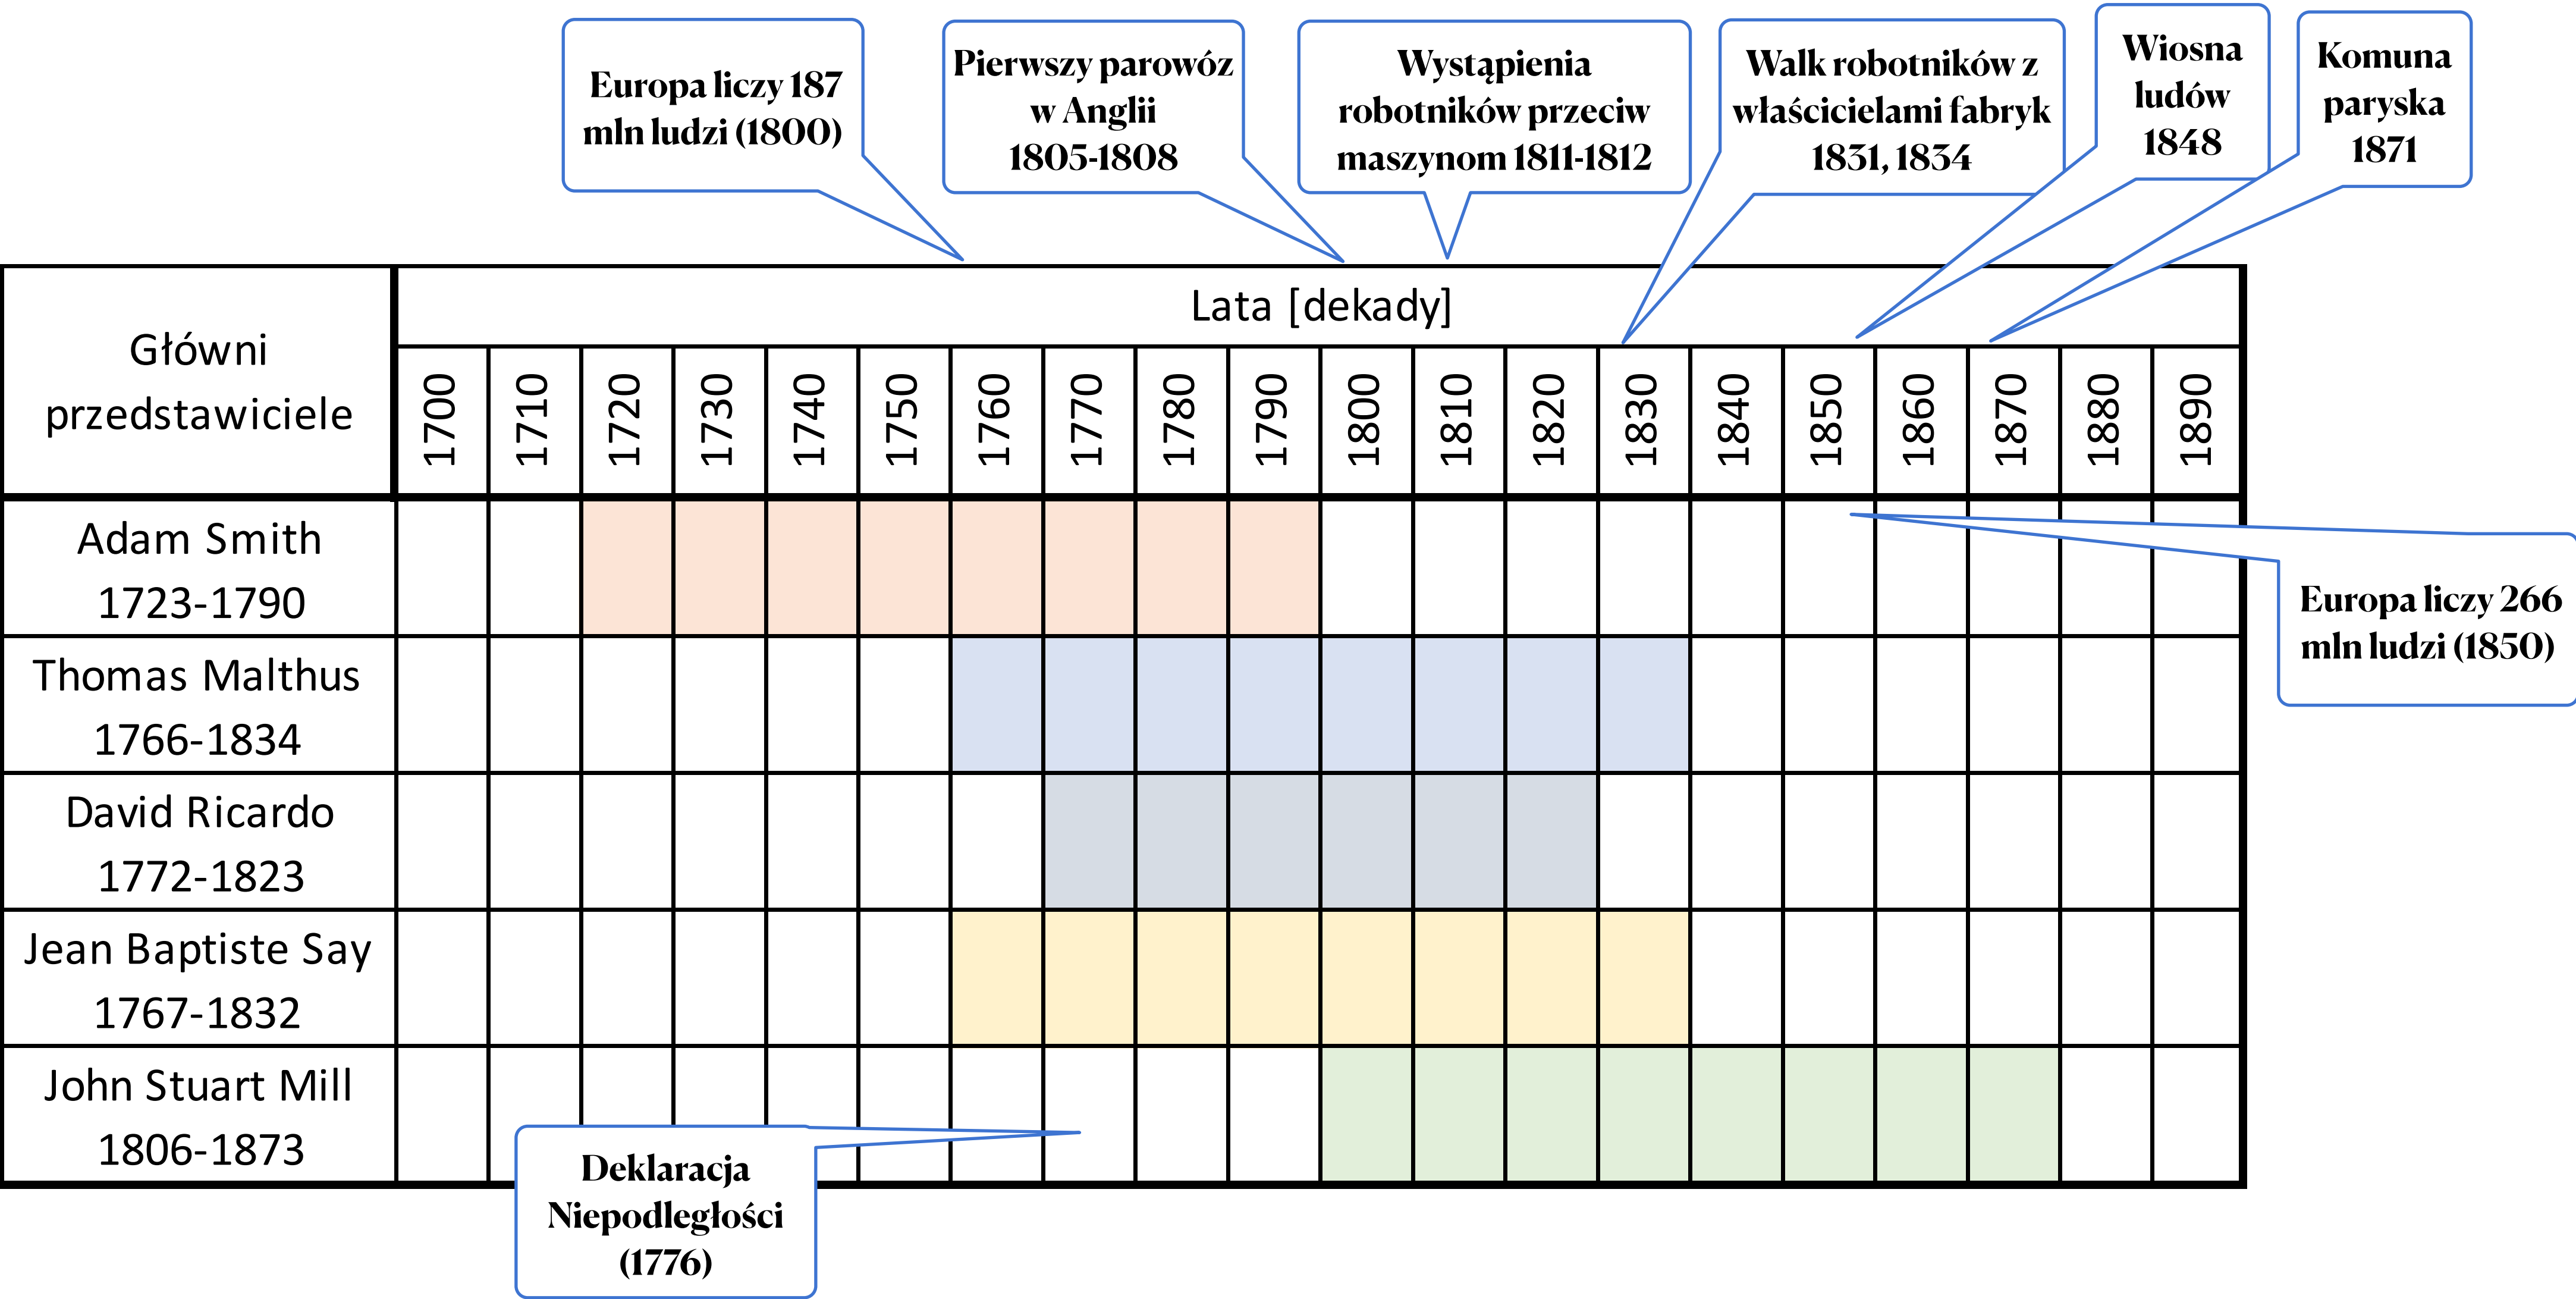 Europa liczy 187
mln ludzi (1800)
Pierwszy parowóz
w Anglii
1805-1808
Wystąpienia
robotników przeciw
maszynom 1811-1812
Walk robotników z
właścicielami fabryk
1831, 1834
Wiosna
ludów
1848
Komuna
paryska
1871
Główni
przedstawiciele
Lata [dekady]
1700 1710 1720 1730 1740 1750 1760 1770 1780 1790 1800 1810 1820 1830 1840 1850 1860 1870 1880 1890
Adam Smith
1723-1790
Europa liczy 266
mln ludzi (1850)
Thomas Malthus
1766-1834
David Ricardo
1772-1823
Jean Baptiste Say
1767-1832
John Stuart Mill
1806-1873
Deklaracja
Niepodległości
(1776)